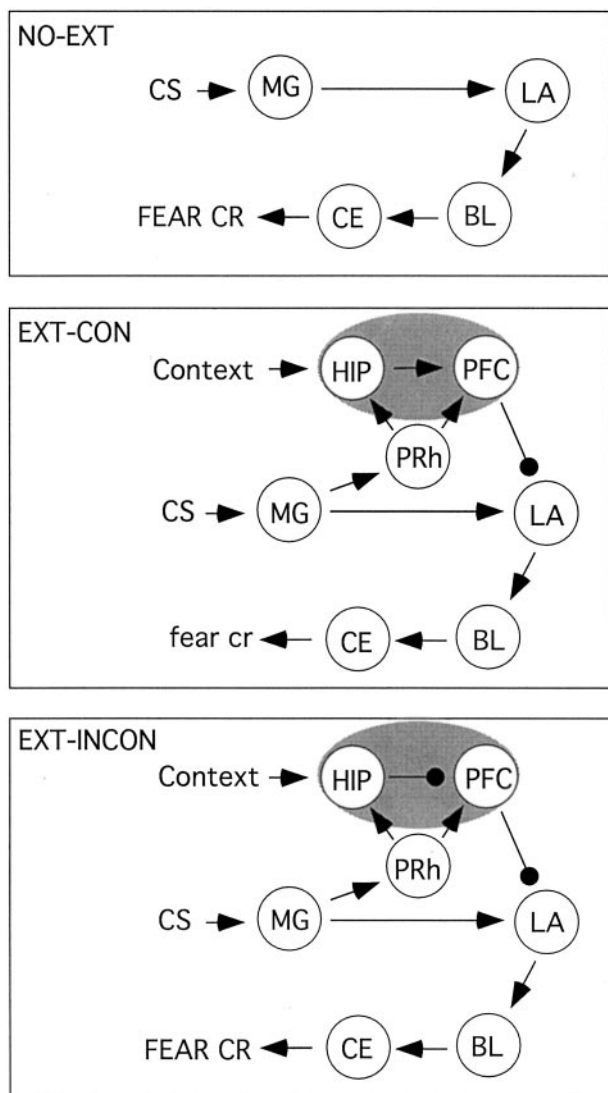 NO-EXT
CS MG LA
FEAR CR CE BL
EXT-CON
Context HIP PFC
PRh
CS MG LA
fear cr CE BL
EXT-INCON
Context HIP PFC
PRh
CS MG LA
FEAR CR CE BL